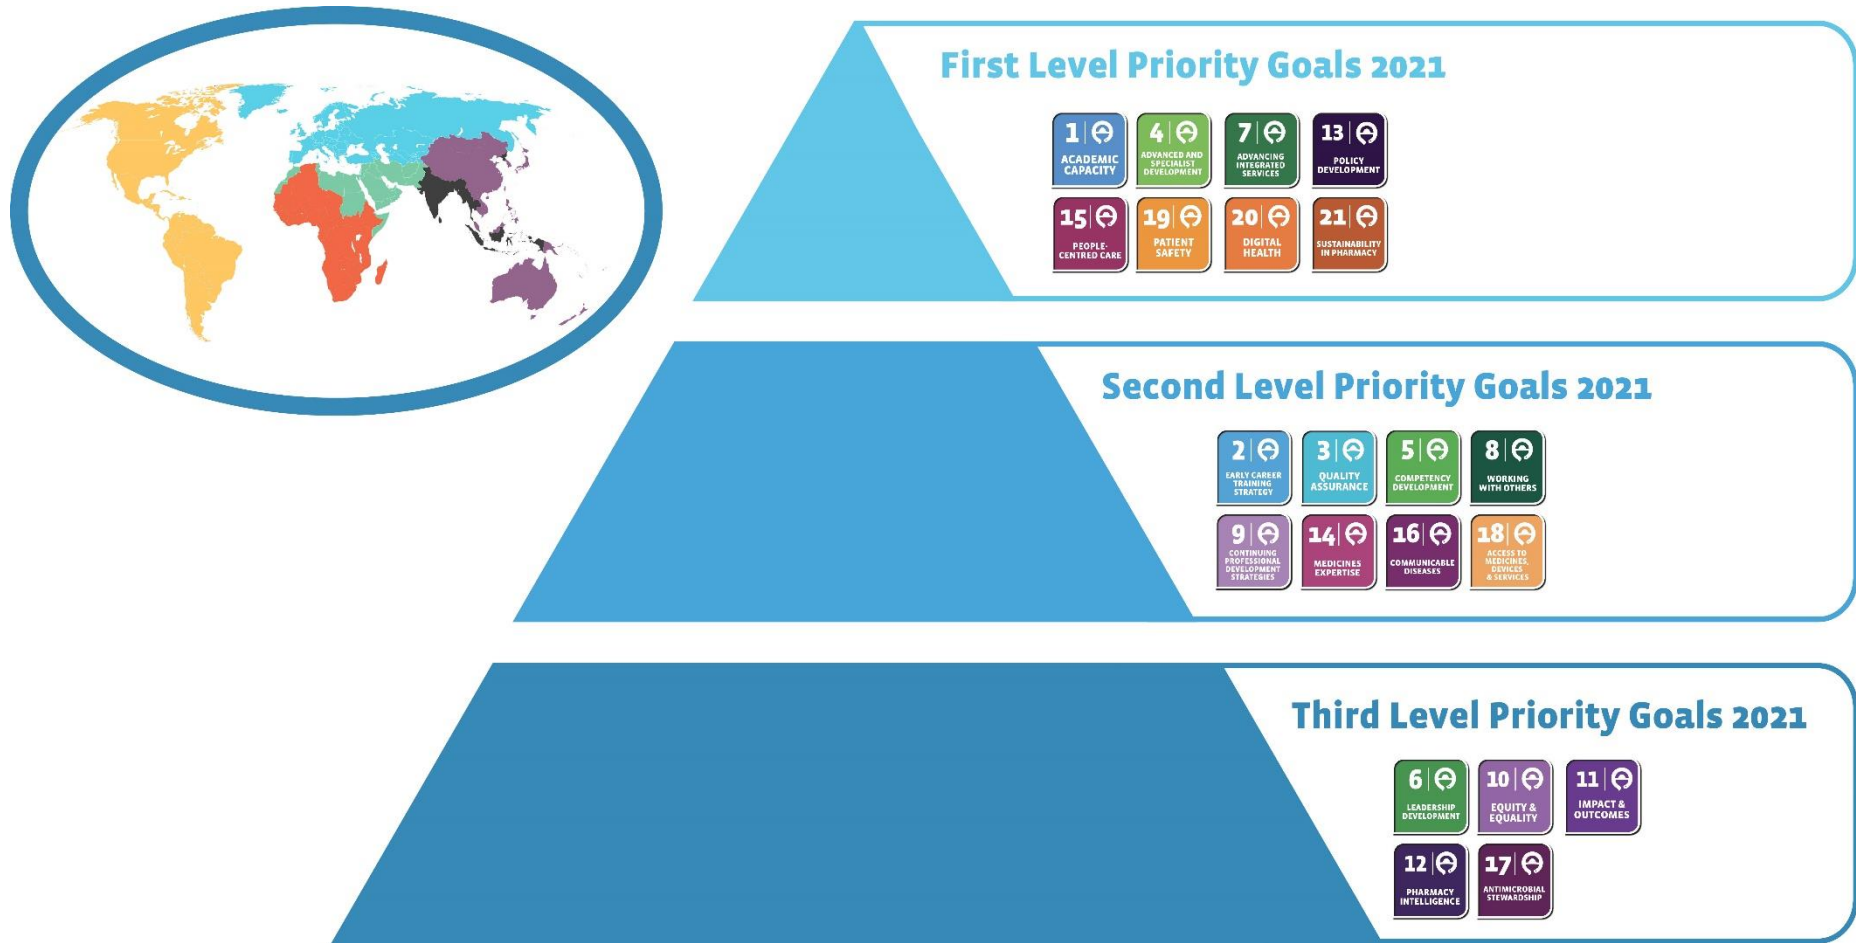 First Level Priority Goals 2021
1
ACADEMIC
CAPACITY
4
ADVANCED AND
SPECIALIST
DEVELOPMENT
7
ADVANCING
INTEGRATED
SERVICES
13
POLICY
DEVELOPMENT
15
PEOPLE-
CENTRED CARE
19
PATIENT
SAFETY
20
DIGITAL
HEALTH
21
SUSTAINABILITY
IN PHARMACY
Second Level Priority Goals 2021
2
EARLY CAREER
TRAINING
STRATEGY
3
QUALITY
ASSURANCE
5
COMPETENCY
DEVELOPMENT
8
WORKING
WITH OTHERS
9
CONTINUING
PROFESSIONAL
DEVELOPMENT
STRATEGIES
14
MEDICINES
EXPERTISE
16
COMMUNICABLE
DISEASES
18
ACCESS TO
MEDICINES,
DEVICES
& SERVICES
Third Level Priority Goals 2021
6
LEADERSHIP
DEVELOPMENT
10
EQUITY &
EQUALITY
11
IMPACT &
OUTCOMES
12
PHARMACY
INTELLIGENCE
17
ANTIMICROBIAL
STEWARDSHIP